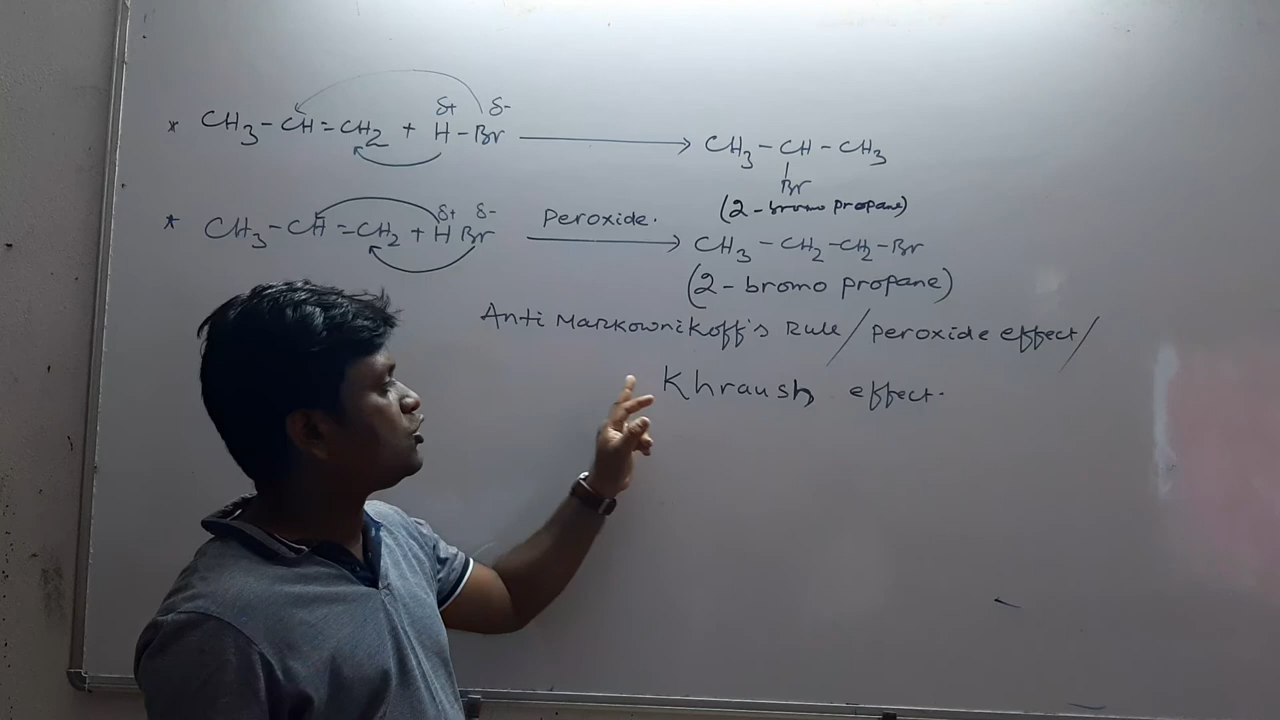 δ+ δ-
* CH3-CH=CH2 + H-Br ⟶ CH3-CH-CH3
|
Br
(2-bromo propane)
δ+ δ-
* CH3-CH=CH2 + H Br Peroxide. ⟶ CH3-CH2-CH2-Br
(2-bromo propane)
Anti Markownikoff's Rule/Peroxide effect/
Khraush effect.